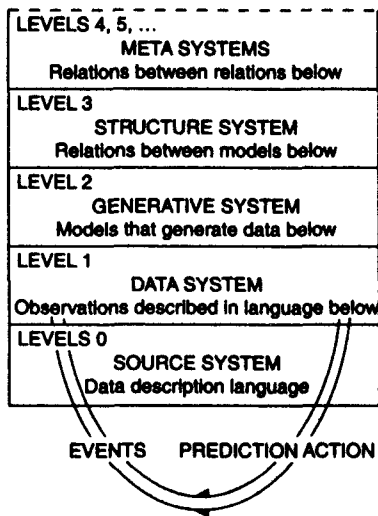 LEVELS 4, 5, ...
META SYSTEMS
Relations between relations below
LEVEL 3
STRUCTURE SYSTEM
Relations between models below
LEVEL 2
GENERATIVE SYSTEM
Models that generate data below
LEVEL 1
DATA SYSTEM
Observations described in language below
LEVELS 0
SOURCE SYSTEM
Data description language
EVENTS PREDICTION ACTION